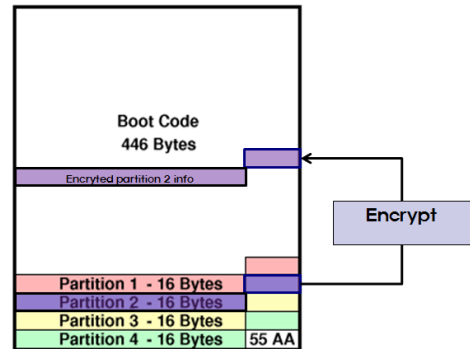 Boot Code
446 Bytes
Encryted partition 2 info
Encrypt
Partition 1 - 16 Bytes
Partition 2 - 16 Bytes
Partition 3 - 16 Bytes
Partition 4 - 16 Bytes 55 AA